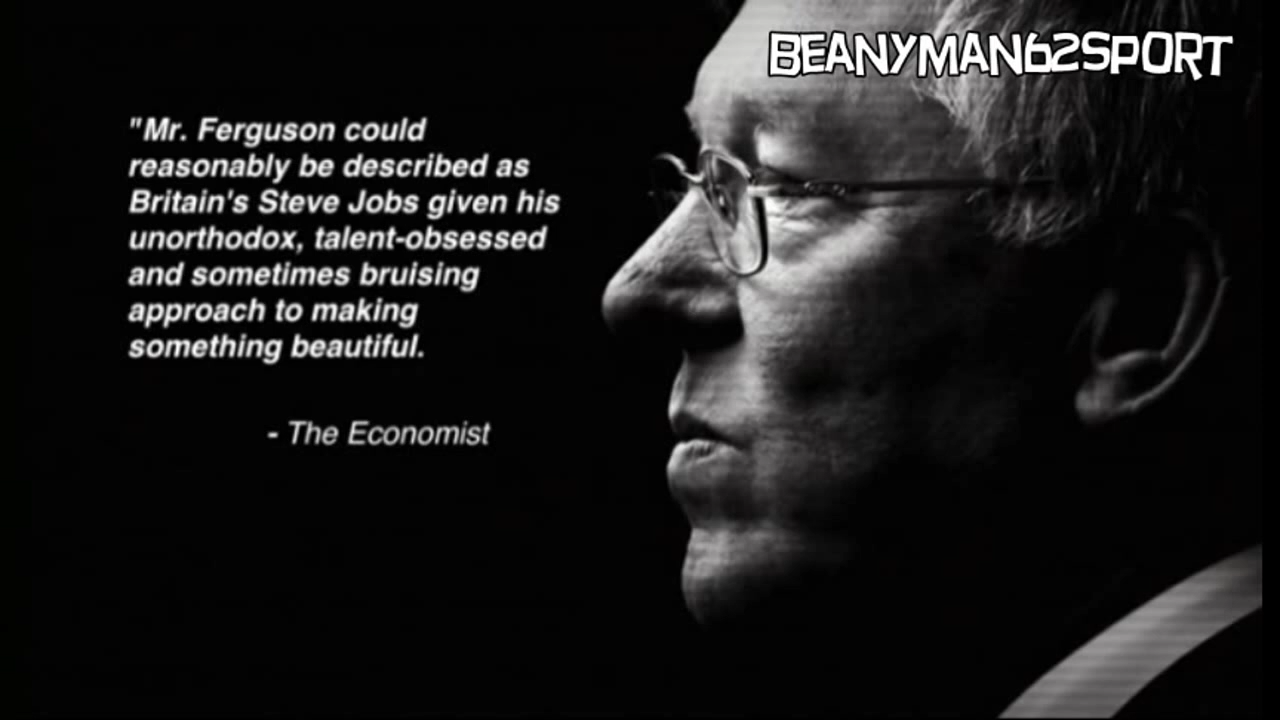 BEANYMAN62SPORT
"Mr. Ferguson could
reasonably be described as
Britain's Steve Jobs given his
unorthodox, talent-obsessed
and sometimes bruising
approach to making
something beautiful.
- The Economist